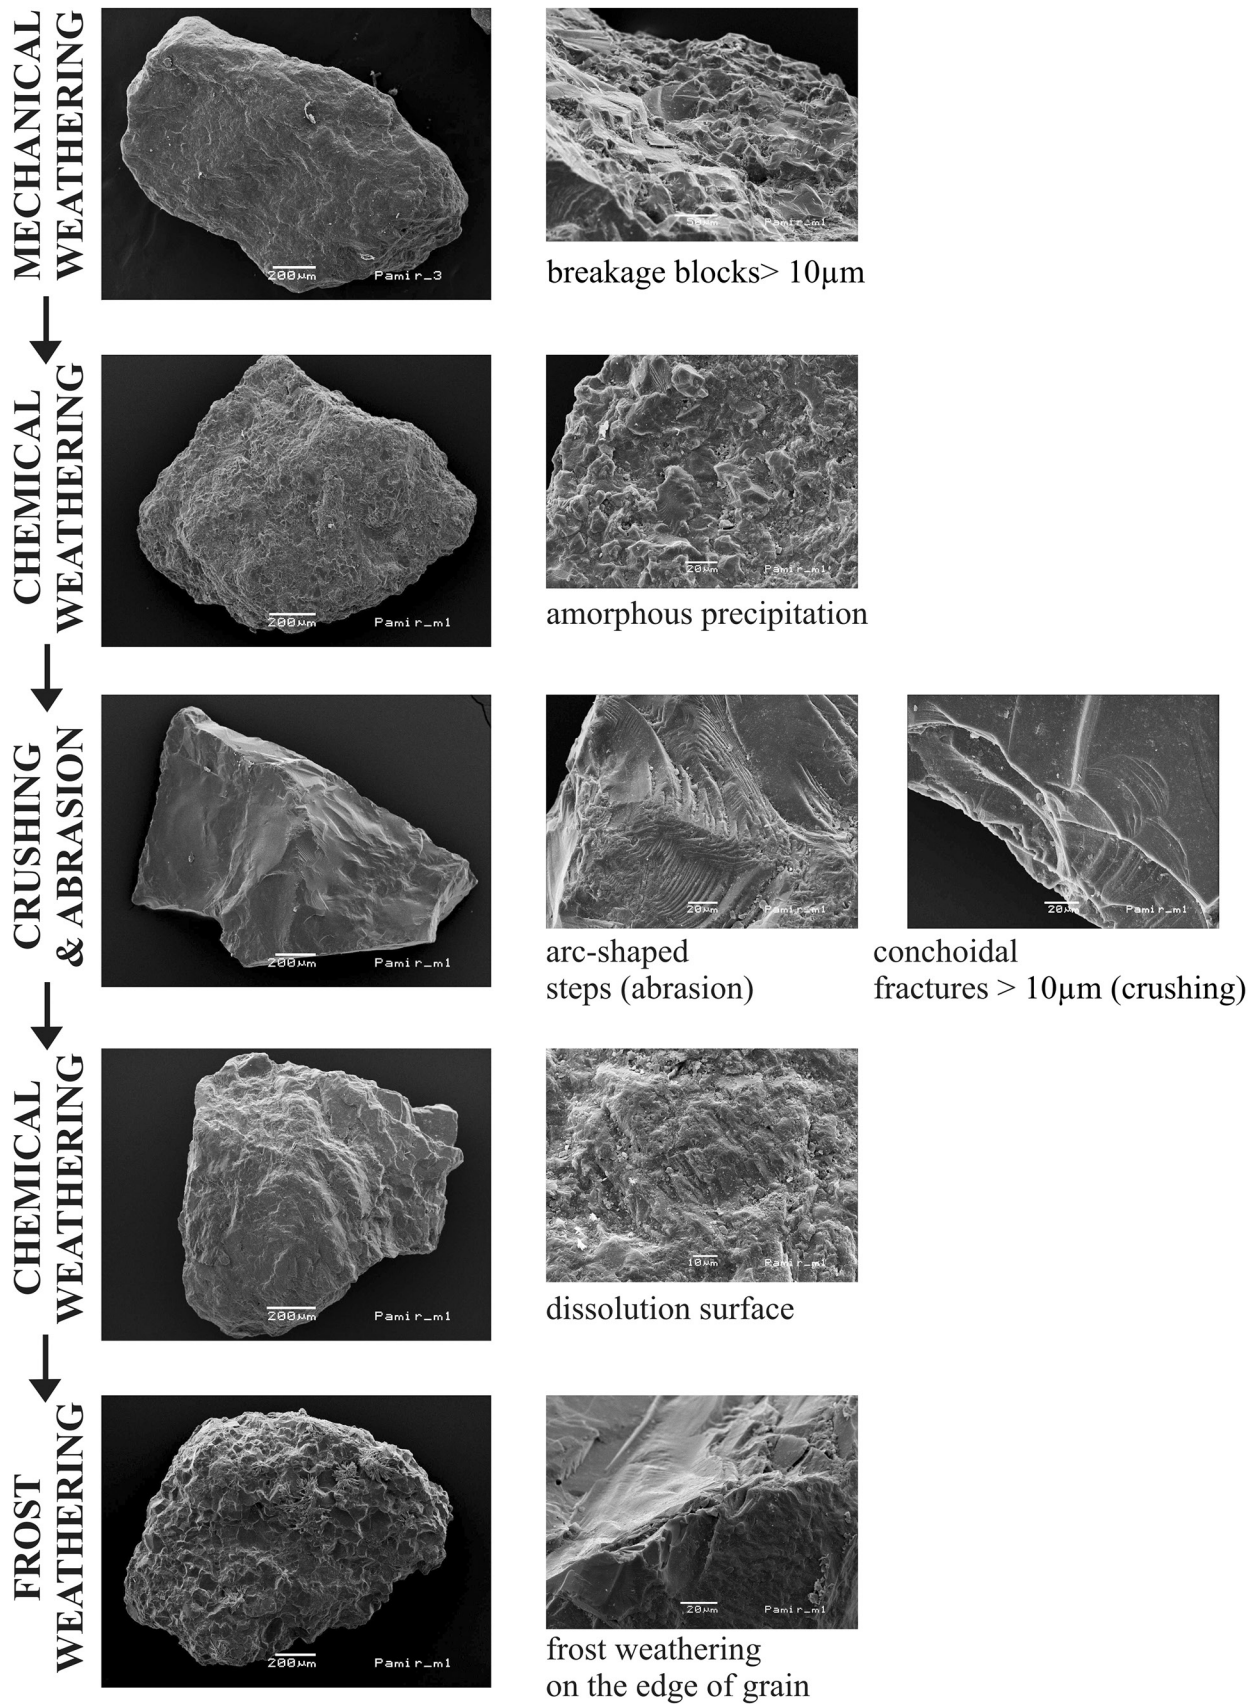 MECHANICAL
WEATHERING
200µm
Pamir_3
Pamir_m1
breakage blocks> 10µm
CHEMICAL
WEATHERING
200µm
Pamir_m1
20µm
Pamir_m1
amorphous precipitation
CRUSHING
& ABRASION
200µm
Pamir_m1
20µm
Pamir_m1
20µm
Pamir_m1
arc-shaped
steps (abrasion)
conchoidal
fractures > 10µm (crushing)
CHEMICAL
WEATHERING
200µm
Pamir_m1
10µm
Pamir_m1
dissolution surface
FROST
WEATHERING
200µm
Pamir_m1
20µm
Pamir_m1
frost weathering
on the edge of grain